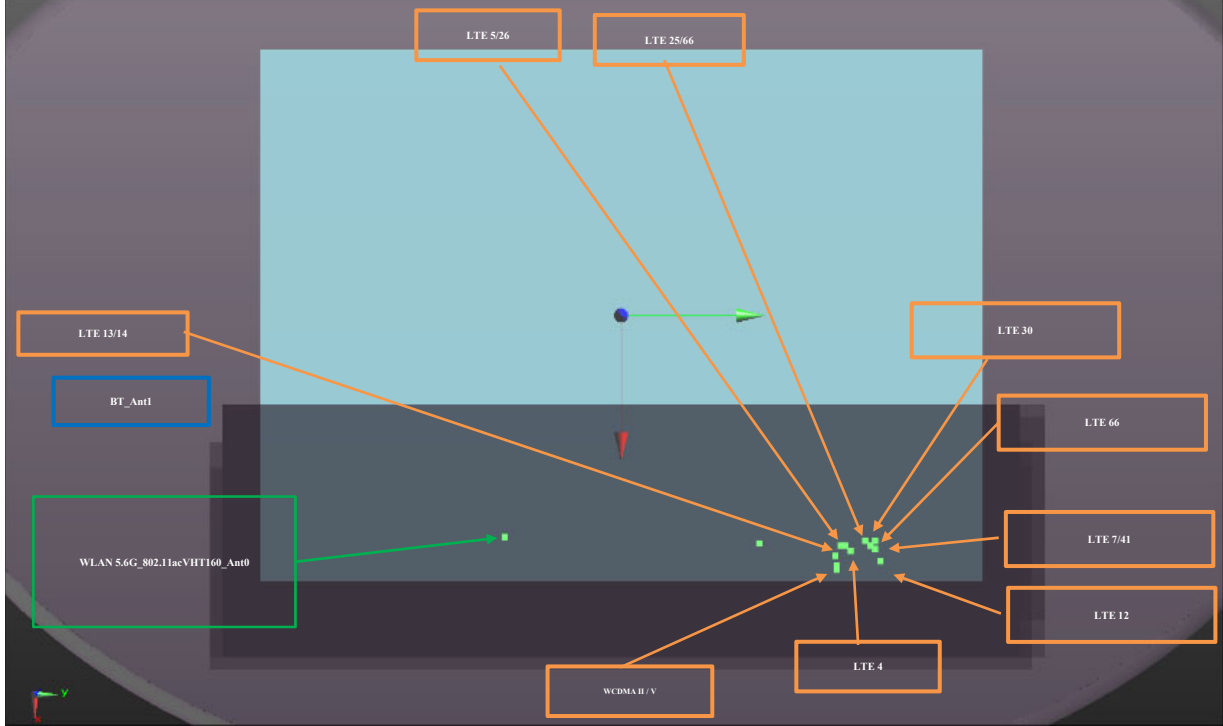 LTE 5/26
LTE 25/66
LTE 13/14
LTE 30
BT_Ant1
LTE 66
WLAN 5.6G_802.11acVHT160_Ant0
LTE 7/41
LTE 12
LTE 4
WCDMA II / V
y
x